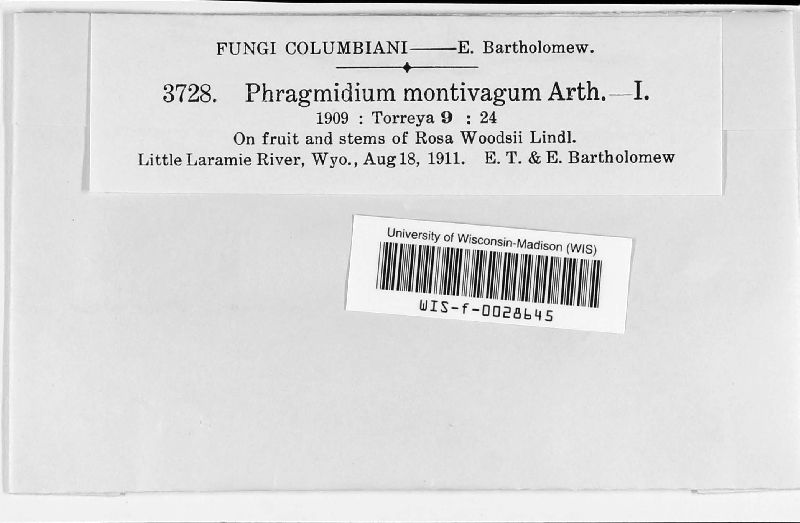 FUNGI COLUMBIANI——E. Bartholomew.
3728. Phragmidium montivagum Arth.—I.
1909 : Torreya 9 : 24
On fruit and stems of Rosa Woodsii Lindl.
Little Laramie River, Wyo., Aug 18, 1911. E. T. & E. Bartholomew
University of Wisconsin-Madison (WIS)
WIS-f-0028645